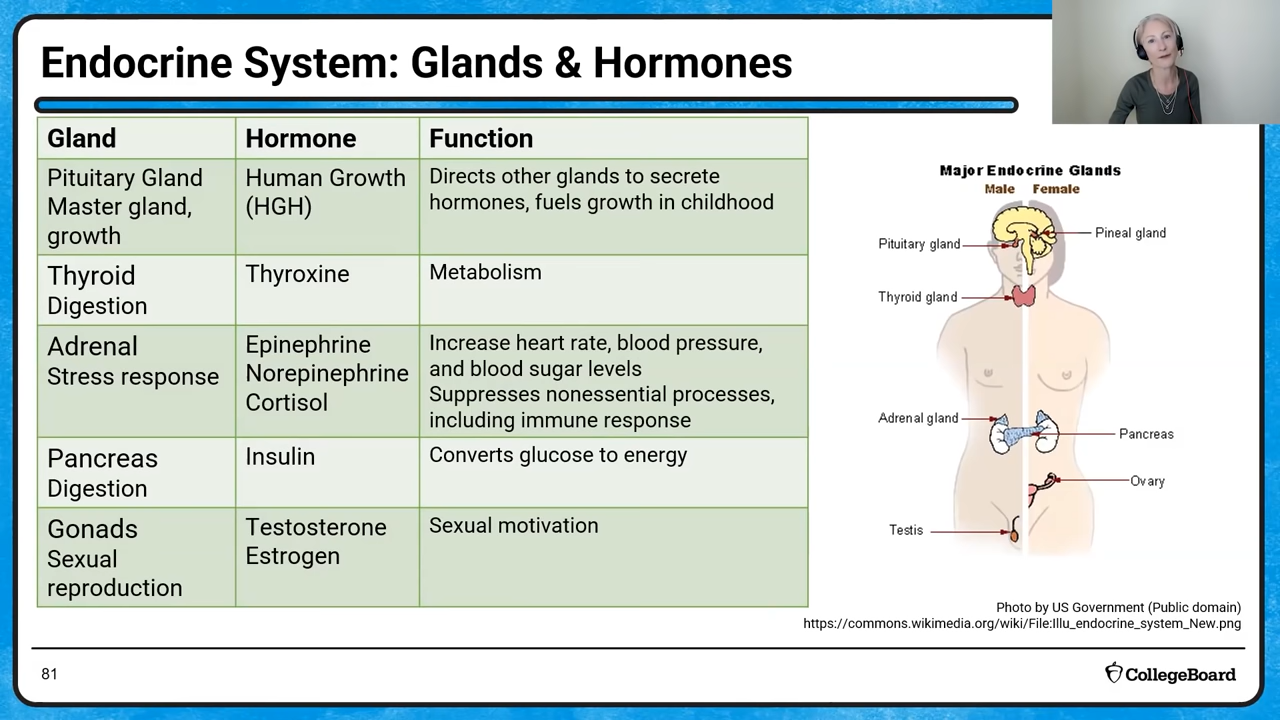 Endocrine System: Glands & Hormones
Gland
Hormone
Function
Pituitary Gland
Master gland,
growth
Human Growth
(HGH)
Directs other glands to secrete
hormones, fuels growth in childhood
Thyroid
Digestion
Thyroxine
Metabolism
Adrenal
Stress response
Epinephrine
Norepinephrine
Cortisol
Increase heart rate, blood pressure,
and blood sugar levels
Suppresses nonessential processes,
including immune response
Pancreas
Digestion
Insulin
Converts glucose to energy
Gonads
Sexual
reproduction
Testosterone
Estrogen
Sexual motivation
Major Endocrine Glands
Male Female
Pituitary gland
Pineal gland
Thyroid gland
Adrenal gland
Pancreas
Ovary
Testis
Photo by US Government (Public domain)
https://commons.wikimedia.org/wiki/File:Illu_endocrine_system_New.png
81
CollegeBoard